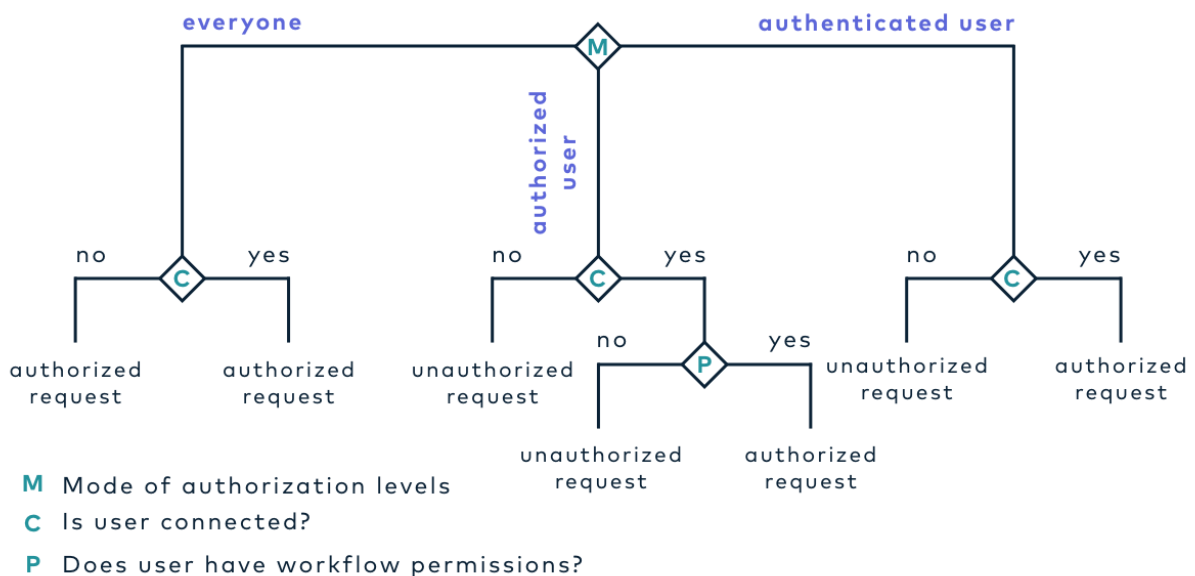 everyone
authenticated user
M
authorized
user
no
yes
no
yes
no
yes
C
C
C
no
yes
P
authorized
request
authorized
request
unauthorized
request
unauthorized
request
authorized
request
unauthorized
request
authorized
request
M Mode of authorization levels
C Is user connected?
P Does user have workflow permissions?